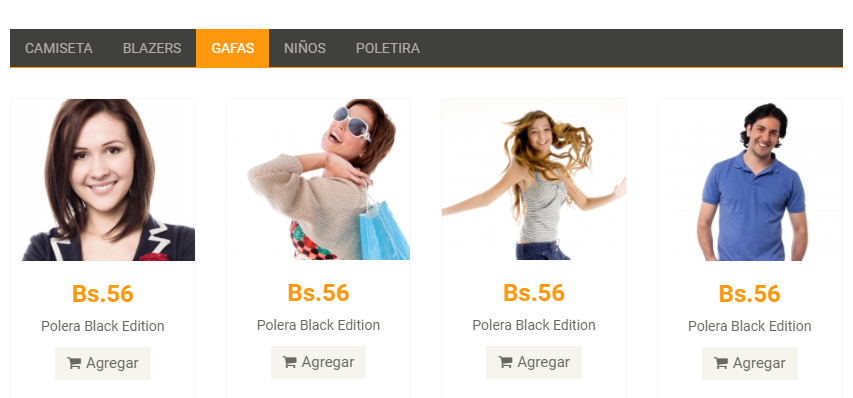 CAMISETA BLAZERS GAFAS NIÑOS POLETIRA
Bs.56 Bs.56 Bs.56 Bs.56
Polera Black Edition Polera Black Edition Polera Black Edition Polera Black Edition
Agregar Agregar Agregar Agregar